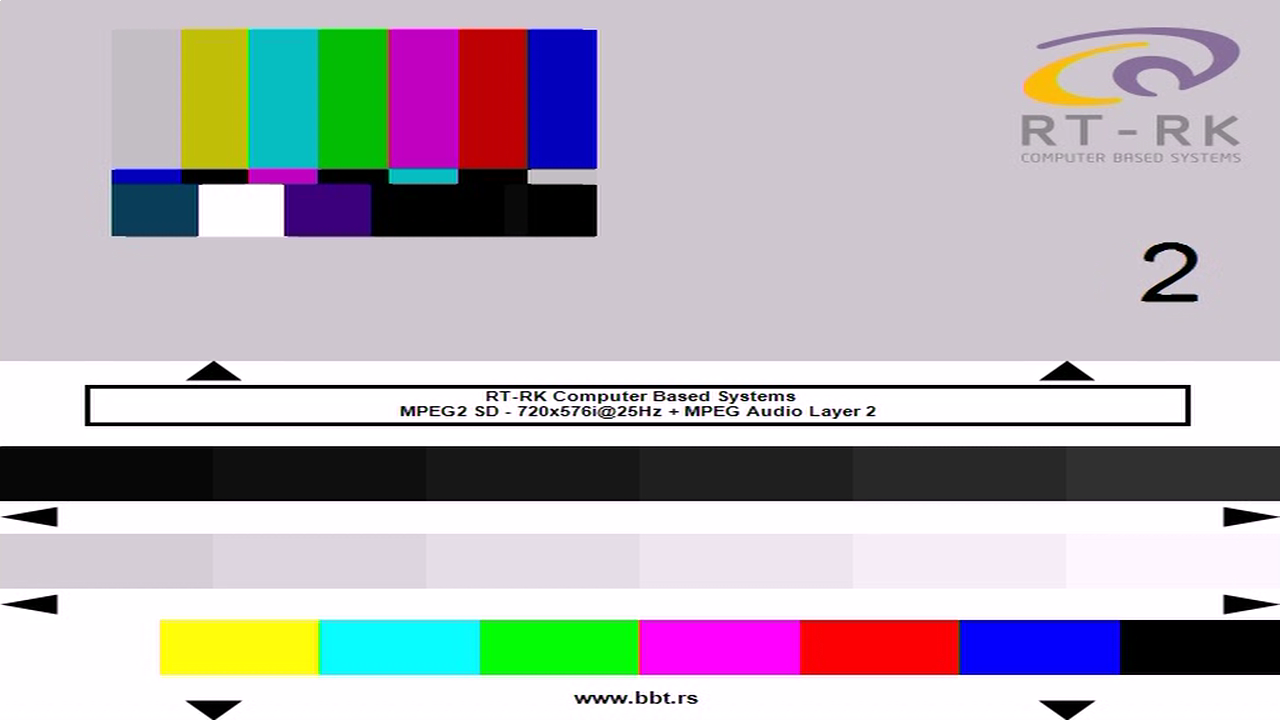 RT-RK
COMPUTER BASED SYSTEMS
2
RT-RK Computer Based Systems
MPEG2 SD - 720x576i@25Hz + MPEG Audio Layer 2
www.bbt.rs